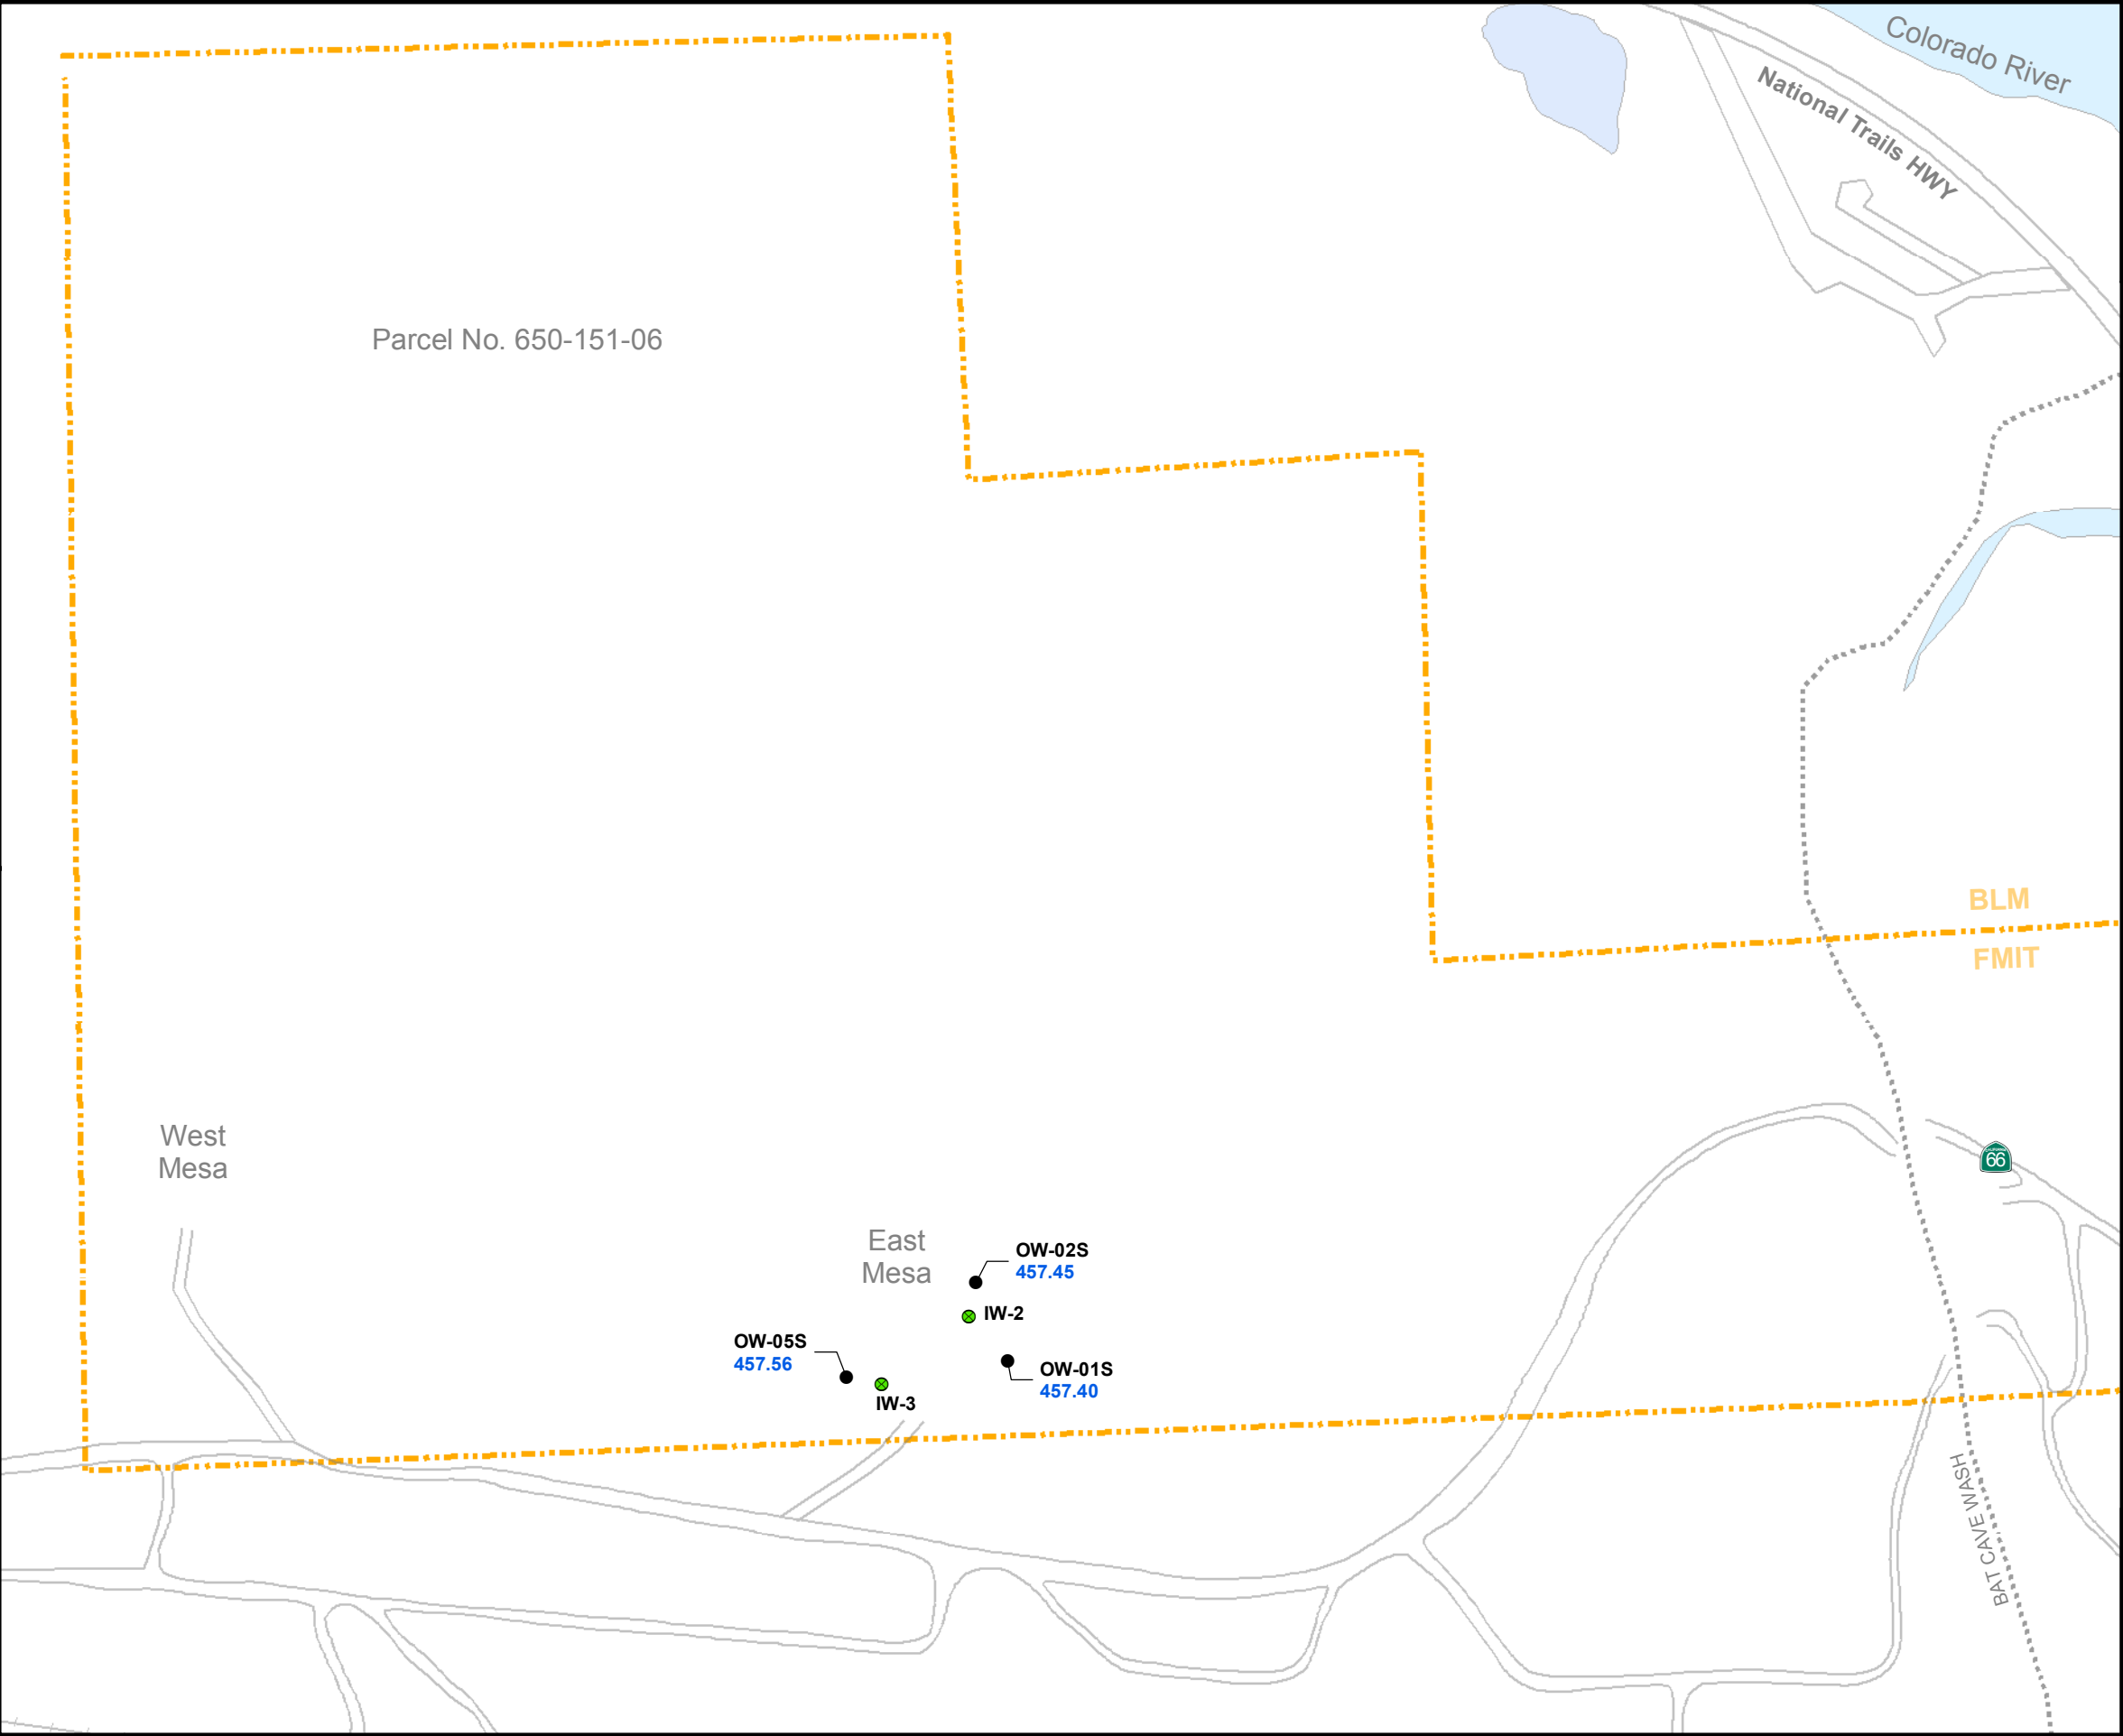 Colorado River
National Trails HWY
Parcel No. 650-151-06
BLM
FMIT
West
Mesa
66
East
Mesa
OW-02S
457.45
IW-2
OW-05S
457.56
OW-01S
457.40
IW-3
BAT CAVE WASH